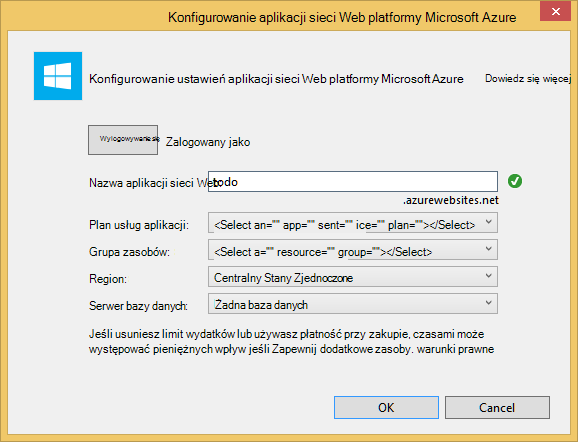 Konfigurowanie aplikacji sieci Web platformy Microsoft Azure
Konfigurowanie ustawień aplikacji sieci Web platformy Microsoft Azure Dowiedz się więcej
Wylogowywanie się Zalogowany jako
Nazwa aplikacji sieci Web: todo
.azurewebsites.net
Plan usług aplikacji: <Select an="" app="" sent="" ice="" plan=""></Select>
Grupa zasobów: <Select a="" resource="" group=""></Select>
Region: Centralny Stany Zjednoczone
Serwer bazy danych: Żadna baza danych
Jeśli usuniesz limit wydatków lub używasz płatność przy zakupie, czasami może
występować pieniężnych wpływ jeśli Zapewnij dodatkowe zasoby. warunki prawne
OK Cancel